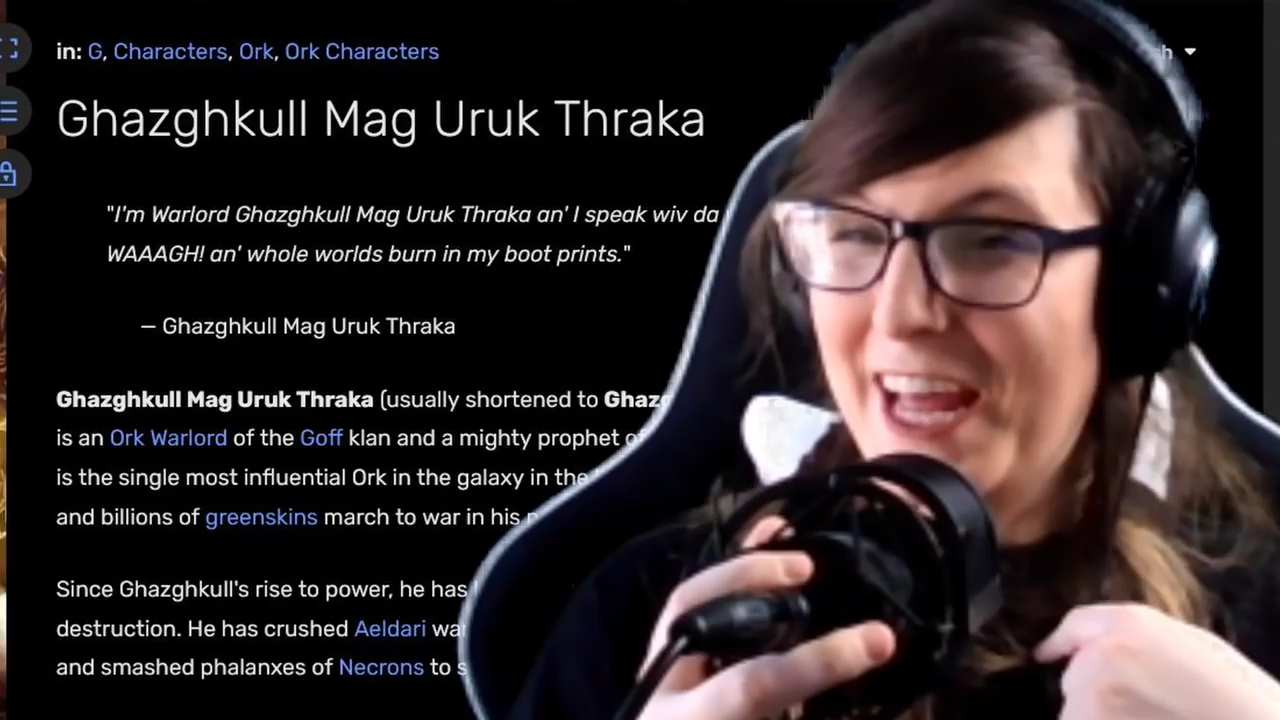 in: G, Characters, Ork, Ork Characters
Ghazghkull Mag Uruk Thraka
"I'm Warlord Ghazghkull Mag Uruk Thraka an' I speak wiv da
WAAAGH! an' whole worlds burn in my boot prints."
— Ghazghkull Mag Uruk Thraka
Ghazghkull Mag Uruk Thraka (usually shortened to
is an Ork Warlord of the Goff klan and a mighty prophet of
is the single most influential Ork in the galaxy in the
and billions of greenskins march to war in his
Since Ghazghkull's rise to power, he has
destruction. He has crushed Aeldari
and smashed phalanxes of Necrons to